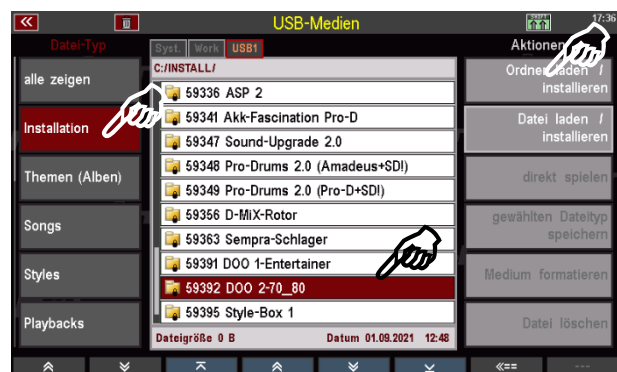 USB-Medien
17:36
Datei-Typ
Syst. Work USB1
Aktionen
C:/INSTALL/
alle zeigen
Installation
Themen (Alben)
Songs
Styles
Playbacks
59336 ASP 2
59341 Akk-Fascination Pro-D
59347 Sound-Upgrade 2.0
59348 Pro-Drums 2.0 (Amadeus+SD!)
59349 Pro-Drums 2.0 (Pro-D+SD!)
59356 D-MiX-Rotor
59363 Sempra-Schlager
59391 DOO 1-Entertainer
59392 DOO 2-70__80
59395 Style-Box 1
Dateigröße 0 B Datum 01.09.2021 12:48
Ordner laden /
installieren
Datei laden /
installieren
direkt spielen
gewählten Dateityp
speichern
Medium formatieren
Datei löschen
«==
---